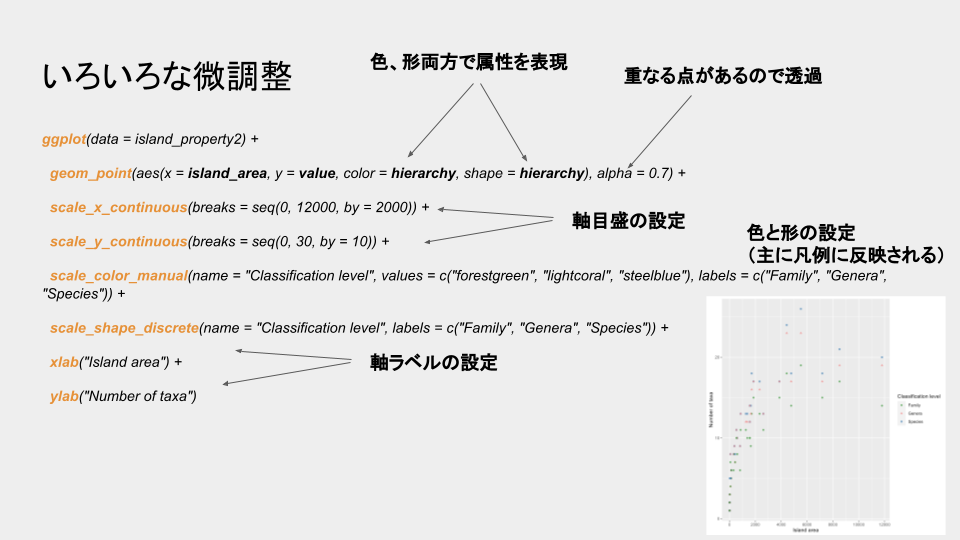 いろいろな微調整
色、形両方で属性を表現
重なる点があるので透過
ggplot(data = island_property2) +
geom_point(aes(x = island_area, y = value, color = hierarchy, shape = hierarchy), alpha = 0.7) +
scale_x_continuous(breaks = seq(0, 12000, by = 2000)) +
軸目盛の設定
scale_y_continuous(breaks = seq(0, 30, by = 10)) +
色と形の設定
（主に凡例に反映される）
scale_color_manual(name = "Classification level", values = c("forestgreen", "lightcoral", "steelblue"), labels = c("Family", "Genera",
"Species")) +
scale_shape_discrete(name = "Classification level", labels = c("Family", "Genera", "Species")) +
xlab("Island area") +
軸ラベルの設定
ylab("Number of taxa")
Number of taxa
20
10
0
0 2000 4000 6000 8000 10000 12000
Island area
Classification level
Family
Genera
Species